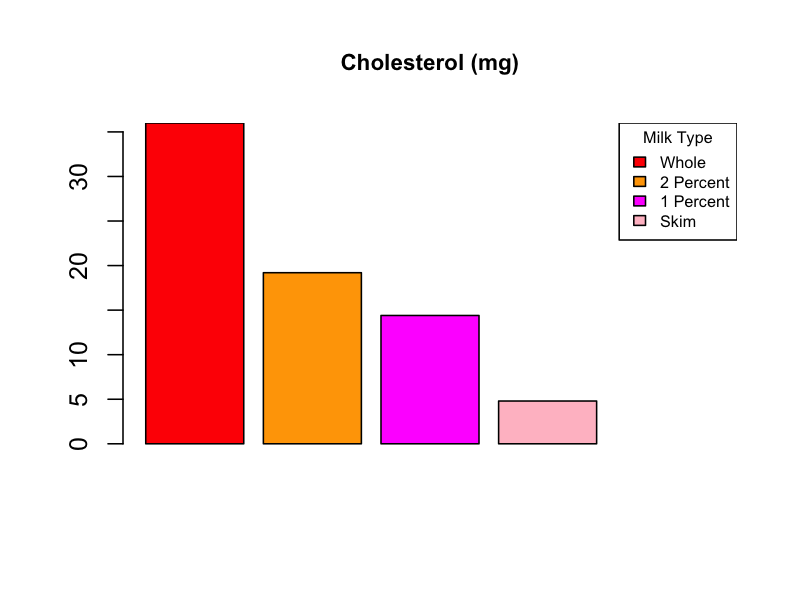 Cholesterol (mg)
Milk Type
Whole
2 Percent
1 Percent
Skim
30
20
10
5
0